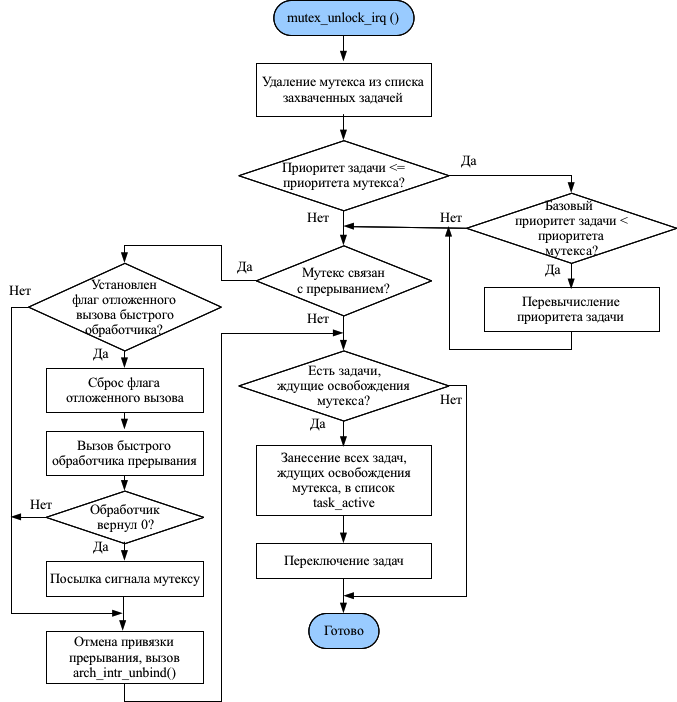 mutex_unlock_irq ()
Удаление мутекса из списка
захваченных задачей
Приоритет задачи <=
приоритета мутекса?
Да
Нет
Базовый
приоритет задачи <
приоритета
мутекса?
Нет
Да
Перевычисление
приоритета задачи
Мутекс связан
с прерыванием?
Да
Нет
Установлен
флаг отложенного
вызова быстрого
обработчика?
Нет
Да
Сброс флага
отложенного вызова
Вызов быстрого
обработчика прерывания
Обработчик
вернул 0?
Нет
Да
Посылка сигнала мутексу
Отмена привязки
прерывания, вызов
arch_intr_unbind()
Есть задачи,
ждущие освобождения
мутекса?
Нет
Да
Занесение всех задач,
ждущих освобождения
мутекса, в список
task_active
Переключение задач
Готово